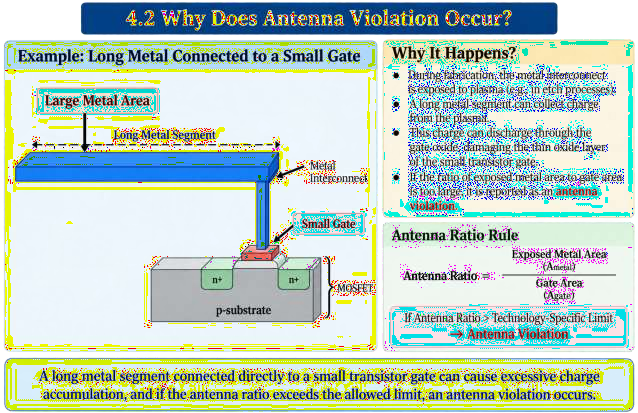 4.2 Why Does Antenna Violation Occur?
Example: Long Metal Connected to a Small Gate
Large Metal Area
Long Metal Segment
Metal
Interconnect
Small Gate
n+
n+
MOSFET
p-substrate
Why It Happens?
• During fabrication, the metal interconnect
is exposed to plasma (e.g., in etch processes).
• A long metal segment can collect charge
from the plasma.
• This charge can discharge through the
gate oxide, damaging the thin oxide layer
of the small transistor gate.
• If the ratio of exposed metal area to gate area
is too large, it is reported as an antenna
violation.
Antenna Ratio Rule
Antenna Ratio = Exposed Metal Area
(Ametal)
Gate Area
(Agate)
If Antenna Ratio > Technology-Specific Limit
→ Antenna Violation
A long metal segment connected directly to a small transistor gate can cause excessive charge
accumulation, and if the antenna ratio exceeds the allowed limit, an antenna violation occurs.